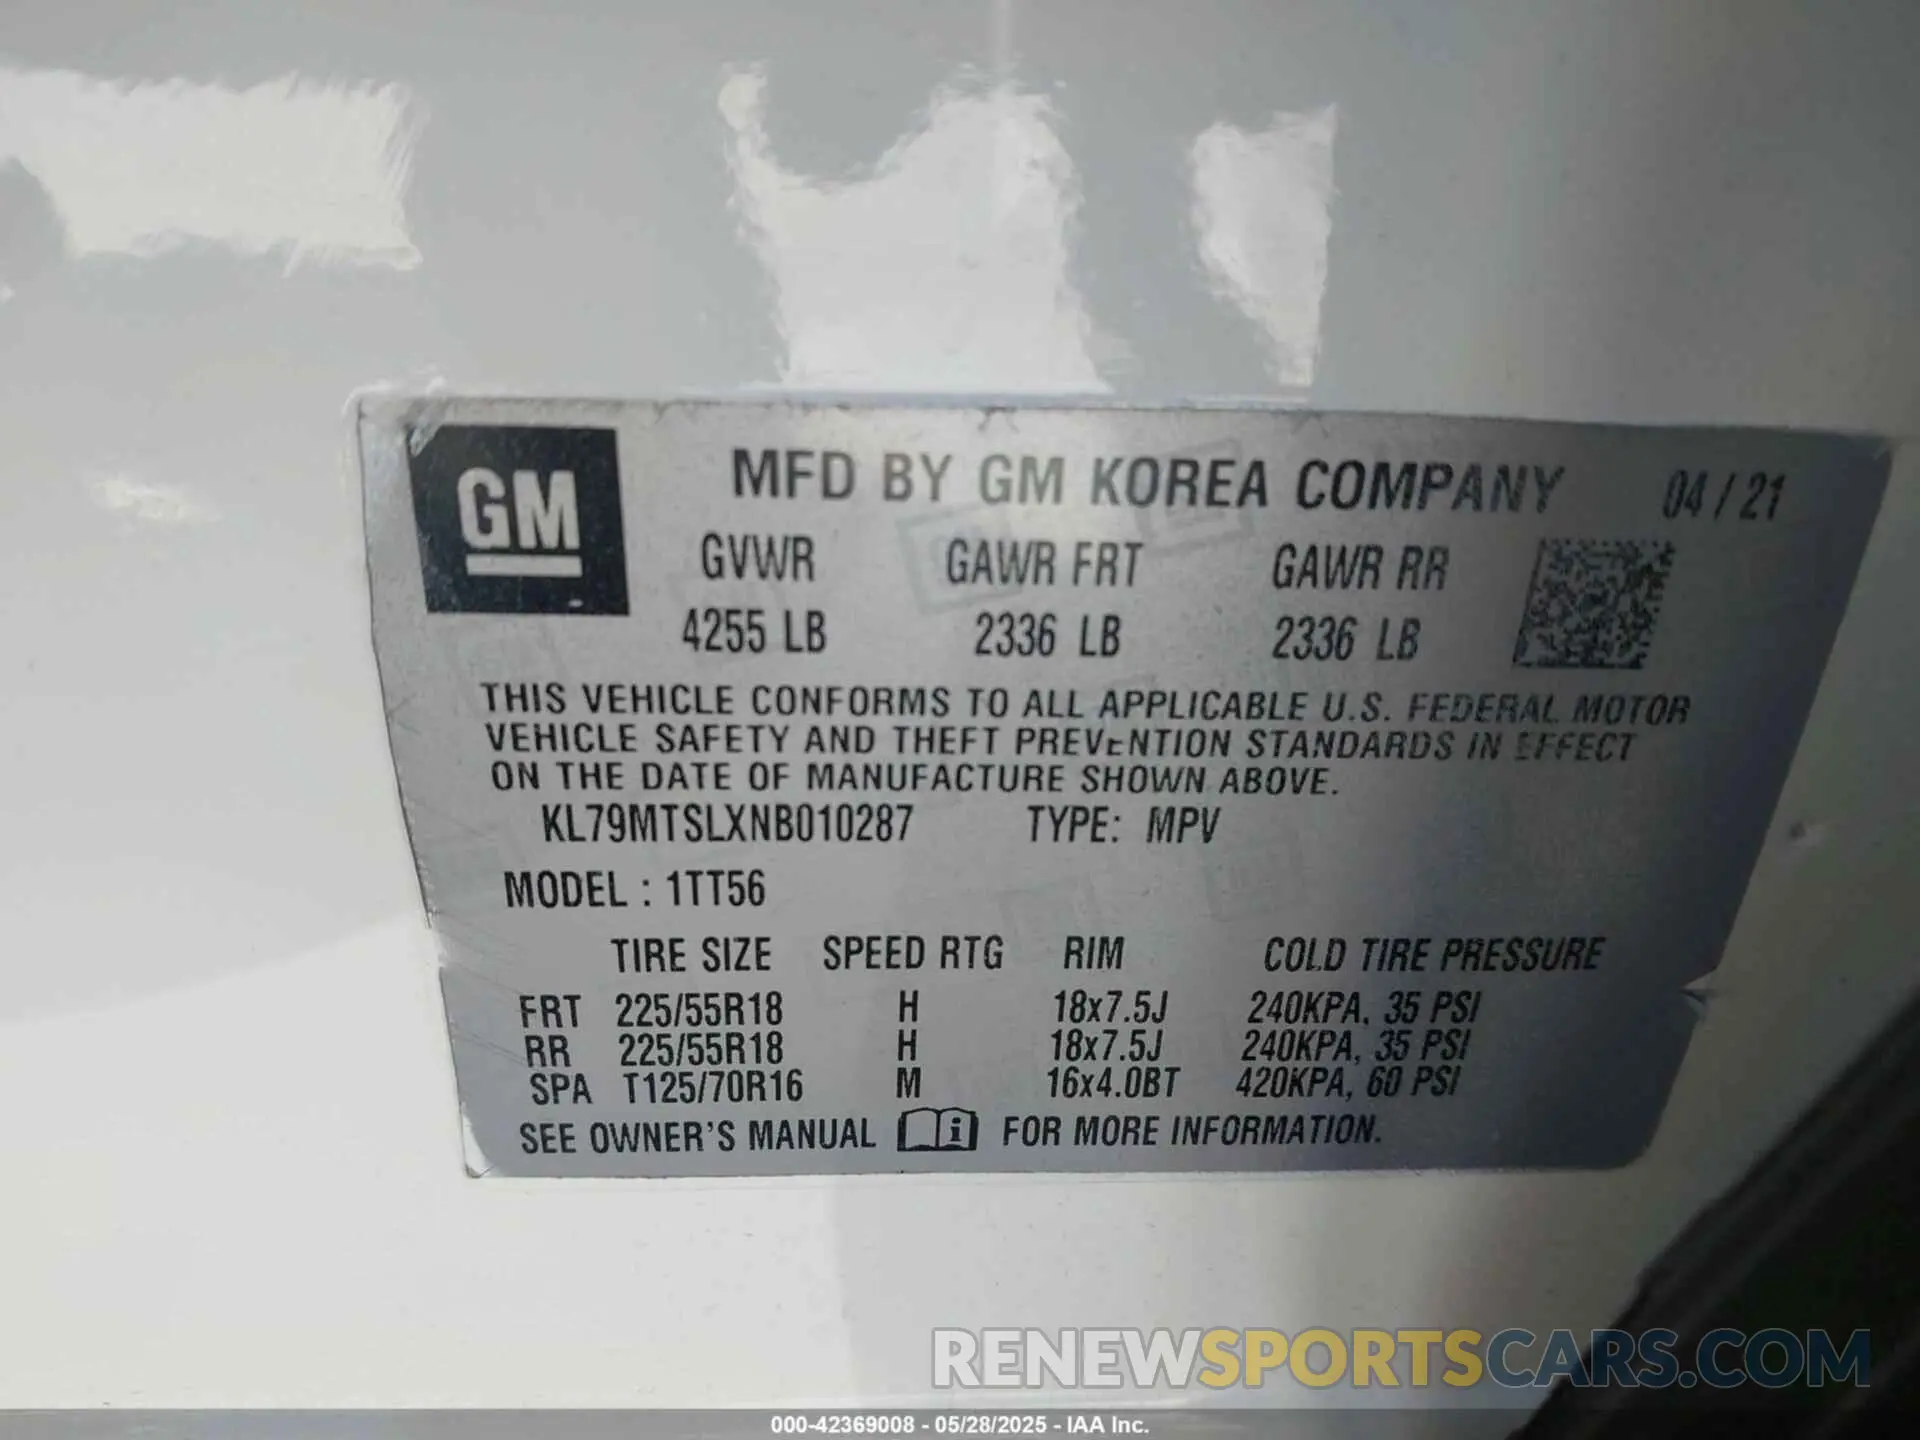 GM
MFD BY GM KOREA COMPANY 04 / 21
GVWR GAWR FRT GAWR RR
4255 LB 2336 LB 2336 LB
THIS VEHICLE CONFORMS TO ALL APPLICABLE U.S. FEDERAL MOTOR
VEHICLE SAFETY AND THEFT PREVENTION STANDARDS IN EFFECT
ON THE DATE OF MANUFACTURE SHOWN ABOVE.
KL79MTSLXNB010287 TYPE: MPV
MODEL : 1TT56
TIRE SIZE SPEED RTG RIM COLD TIRE PRESSURE
FRT 225/55R18 H 18x7.5J 240KPA, 35 PSI
RR 225/55R18 H 18x7.5J 240KPA, 35 PSI
SPA T125/70R16 M 16x4.0BT 420KPA, 60 PSI
SEE OWNER'S MANUAL i FOR MORE INFORMATION.
RENEWSPORTSCARS.COM
000-42369008 - 05/28/2025 - IAA Inc.